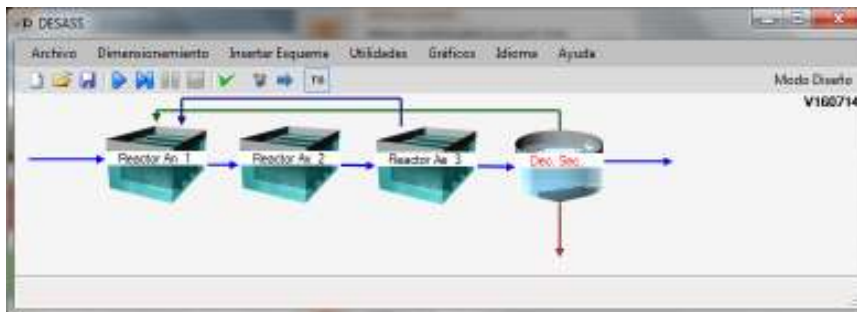 DESASS
Archivo Dimensionamiento Insertar Esquema Utilidades Gráficos Idioma Ayuda
Modo Diseño
V160714
Reactor An. 1 Reactor Ax. 2 Reactor Ae. 3 Dec. Sec.